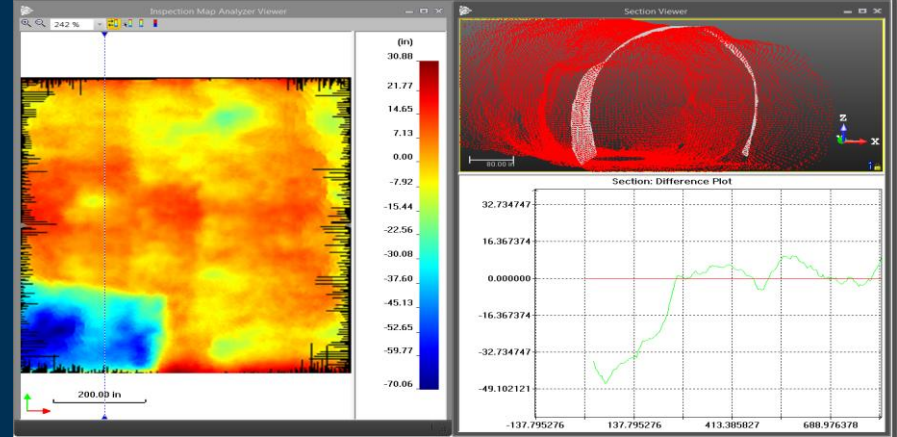 Inspection Map Analyzer Viewer
242 %
(in)
30.88
21.77
14.65
7.13
0.00
-7.92
-15.44
-22.56
-30.08
-37.60
-45.13
-52.65
-59.77
-70.06
200.00 in
Section Viewer
80.00 in
Z
X
Section: Difference Plot
32.734747
16.367374
0.000000
-16.367374
-32.734747
-49.102121
-137.795276 137.795276 413.385827 688.976378